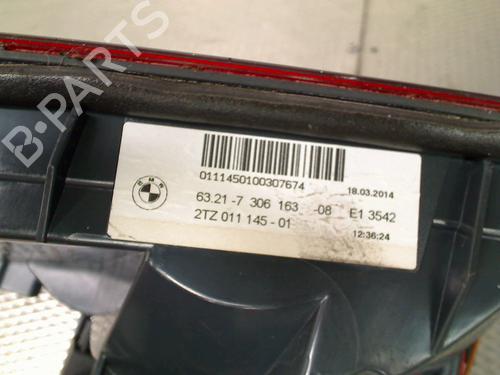 B-PARTS
0111450100307674
18.03.2014
BMW
63.21-7 306 163 -08 E1 3542
2TZ 011 145-01
12:36:24